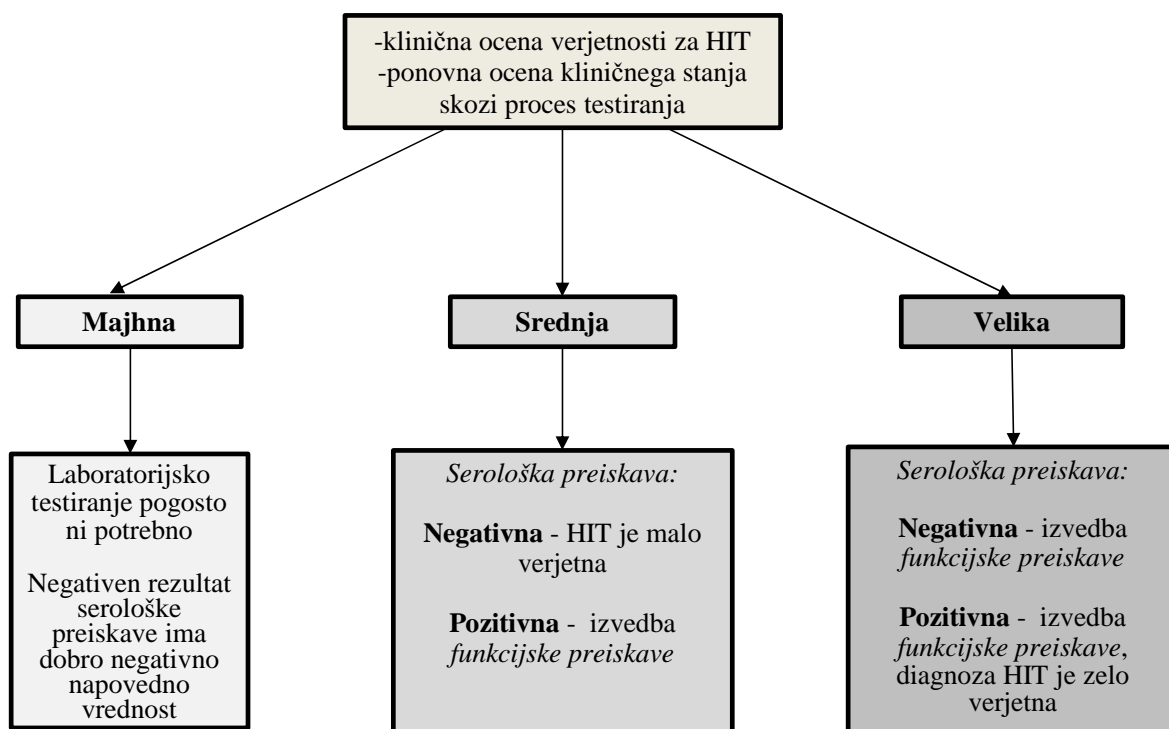 -klinična ocena verjetnosti za HIT
-ponovna ocena kliničnega stanja
skozi proces testiranja
Majhna
Srednja
Velika
Laboratorijsko
testiranje pogosto
ni potrebno
Negativen rezultat
serološke
preiskave ima
dobro negativno
napovedno
vrednost
Serološka preiskava:
Negativna - HIT je malo
verjetna
Pozitivna - izvedba
funkcijske preiskave
Serološka preiskava:
Negativna - izvedba
funkcijske preiskave
Pozitivna - izvedba
funkcijske preiskave,
diagnoza HIT je zelo
verjetna